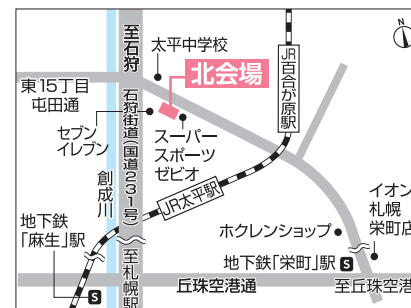 至石狩
太平中学校
N
JR百合が原駅
北会場
東15丁目
屯田通
石狩街道(国道231号)
セブン
イレブン
スーパー
スポーツ
ゼビオ
創成川
JR太平駅
イオン
札幌
栄町店
地下鉄
「麻生」駅
ホクレンショップ
地下鉄「栄町」駅 S
至札幌駅
丘珠空港通
至丘珠空港
S